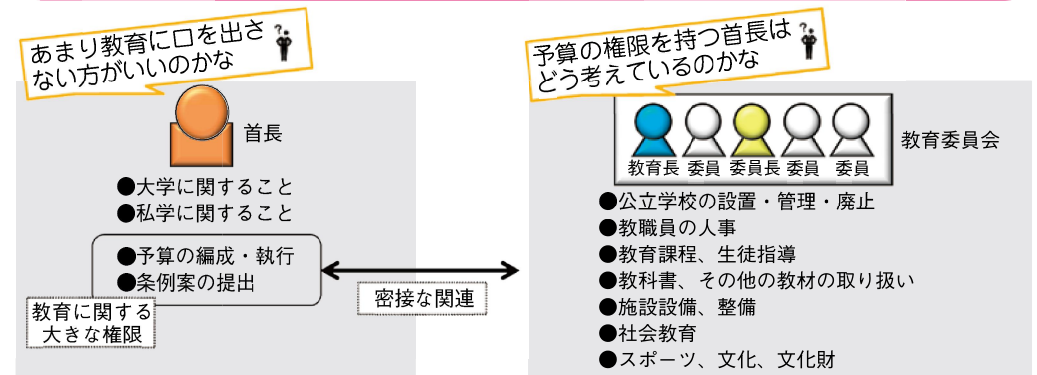 あまり教育に口を出さ
ない方がいいのかな
首長
●大学に関すること
●私学に関すること
●予算の編成・執行
●条例案の提出
教育に関する
大きな権限
密接な関連
予算の権限を持つ首長は
どう考えているのかな
教育長 委員 委員長 委員 委員
教育委員会
●公立学校の設置・管理・廃止
●教職員の人事
●教育課程、生徒指導
●教科書、その他の教材の取り扱い
●施設設備、整備
●社会教育
●スポーツ、文化、文化財